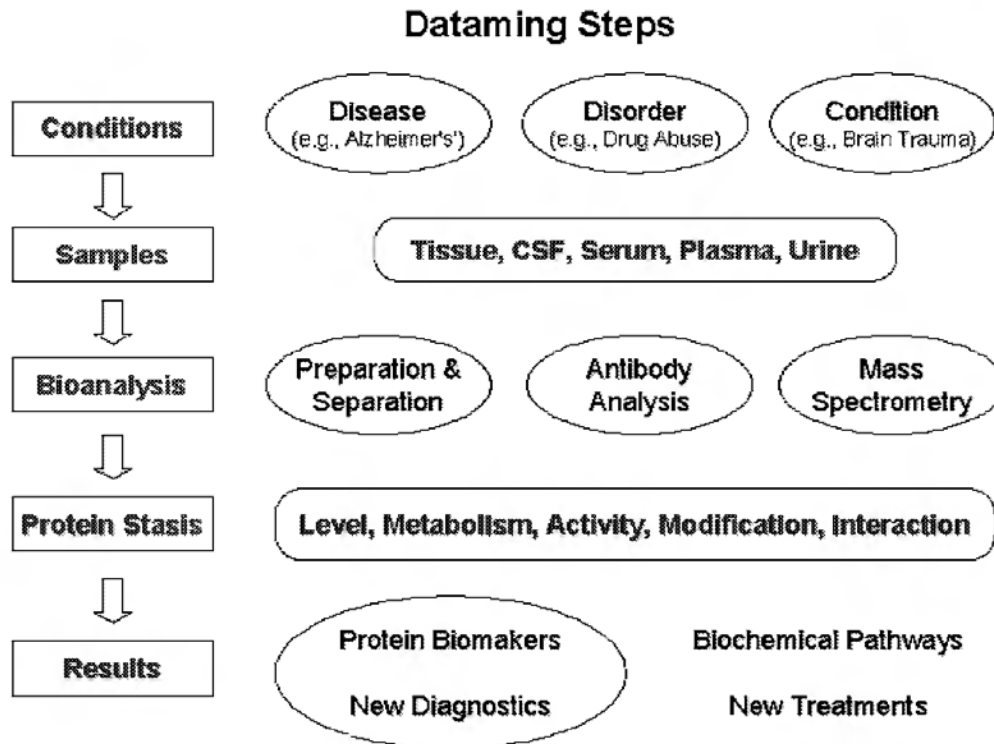 Dataming Steps
Conditions
Disease
(e.g., Alzheimer's')
Disorder
(e.g., Drug Abuse)
Condition
(e.g., Brain Trauma)
Samples
Tissue, CSF, Serum, Plasma, Urine
Bioanalysis
Preparation &
Separation
Antibody
Analysis
Mass
Spectrometry
Protein Stasis
Level, Metabolism, Activity, Modification, Interaction
Results
Protein Biomakers
New Diagnostics
Biochemical Pathways
New Treatments